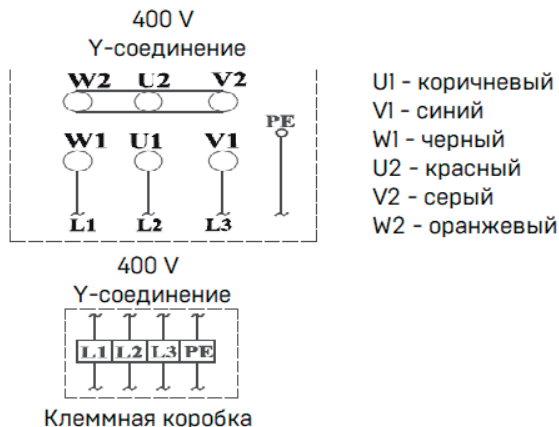 400 V
Y-соединение
W2 U2 V2
PE
W1 U1 V1
L1 L2 L3
U1 - коричневый
V1 - синий
W1 - черный
U2 - красный
V2 - серый
W2 - оранжевый
400 V
Y-соединение
L1 L2 L3 PE
Клеммная коробка